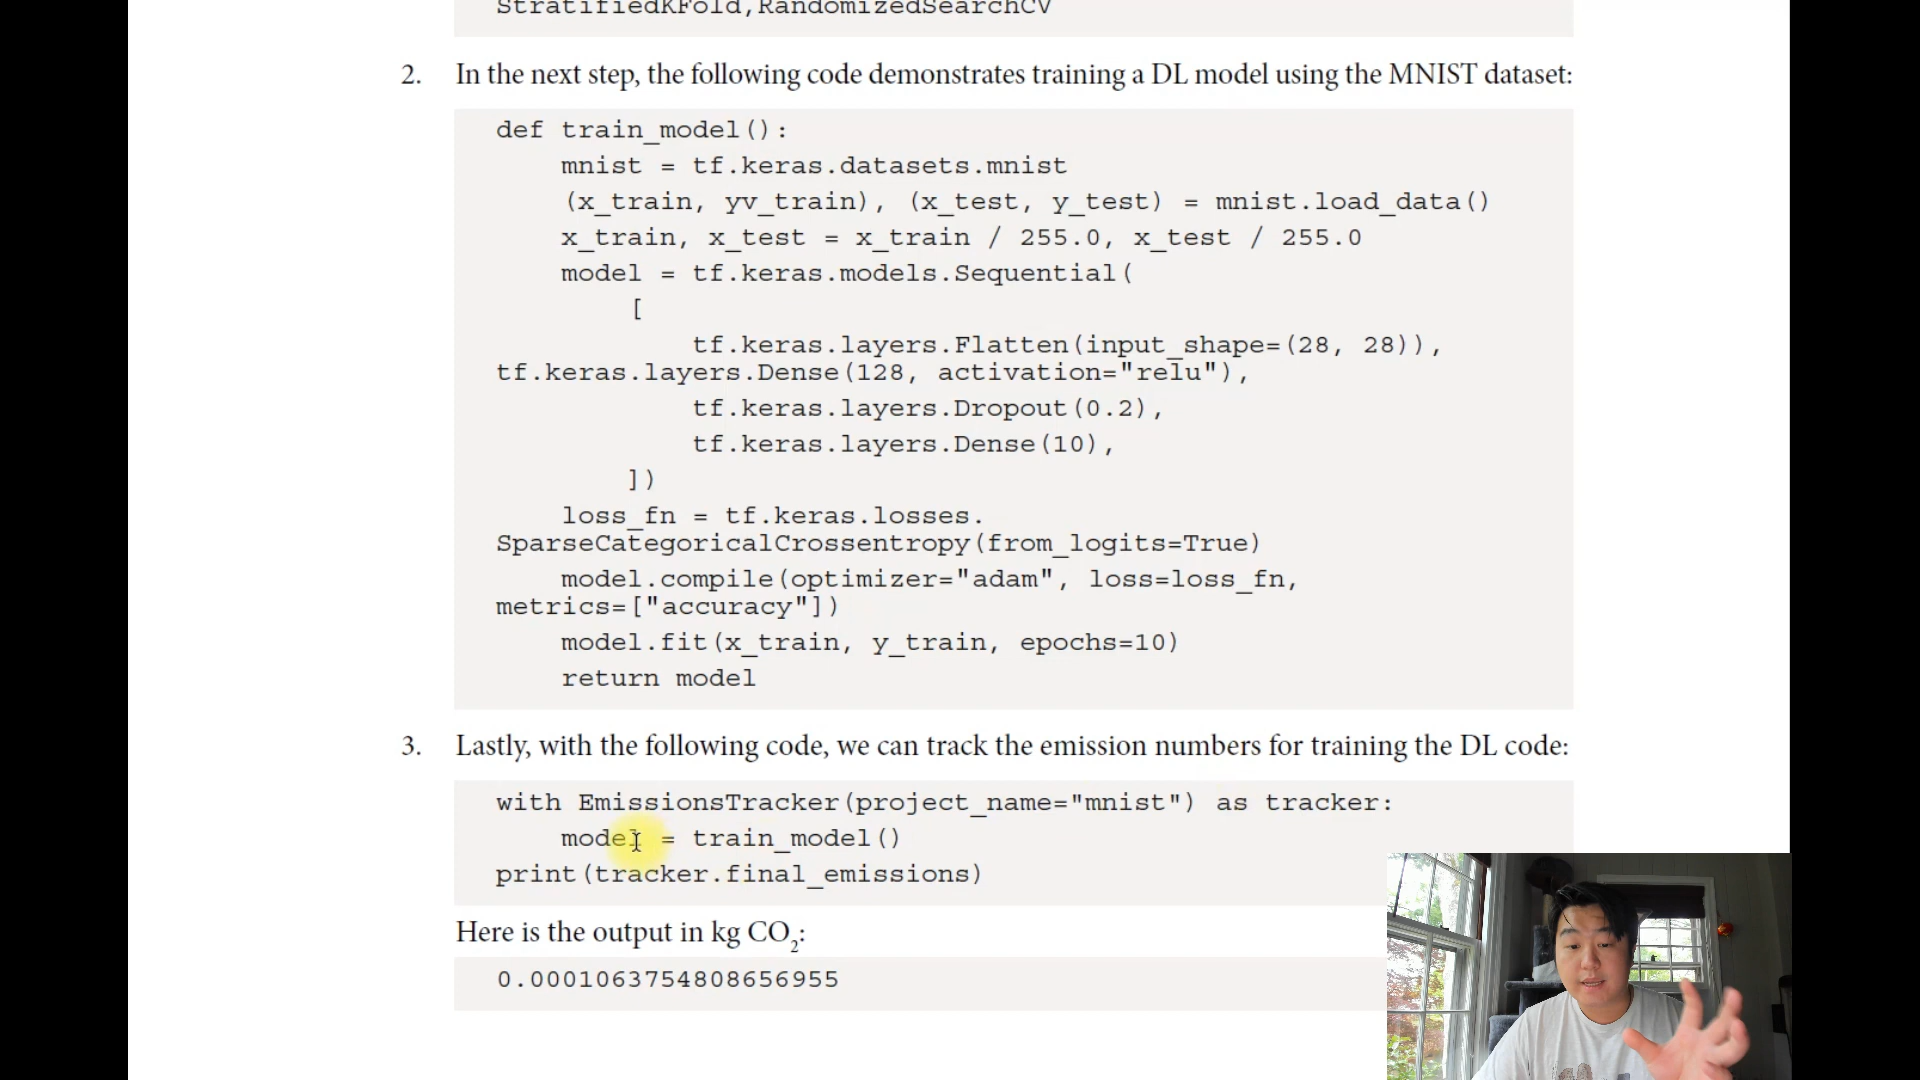 StratifiedKFold,RandomizedSearchCV
2. In the next step, the following code demonstrates training a DL model using the MNIST dataset:
def train_model():
mnist = tf.keras.datasets.mnist
(x_train, yv_train), (x_test, y_test) = mnist.load_data()
x_train, x_test = x_train / 255.0, x_test / 255.0
model = tf.keras.models.Sequential(
[
tf.keras.layers.Flatten(input_shape=(28, 28)),
tf.keras.layers.Dense(128, activation="relu"),
tf.keras.layers.Dropout(0.2),
tf.keras.layers.Dense(10),
])
loss_fn = tf.keras.losses.
SparseCategoricalCrossentropy(from_logits=True)
model.compile(optimizer="adam", loss=loss_fn,
metrics=["accuracy"])
model.fit(x_train, y_train, epochs=10)
return model
3. Lastly, with the following code, we can track the emission numbers for training the DL code:
with EmissionsTracker(project_name="mnist") as tracker:
model = train_model()
print(tracker.final_emissions)
Here is the output in kg CO₂:
0.0001063754808656955